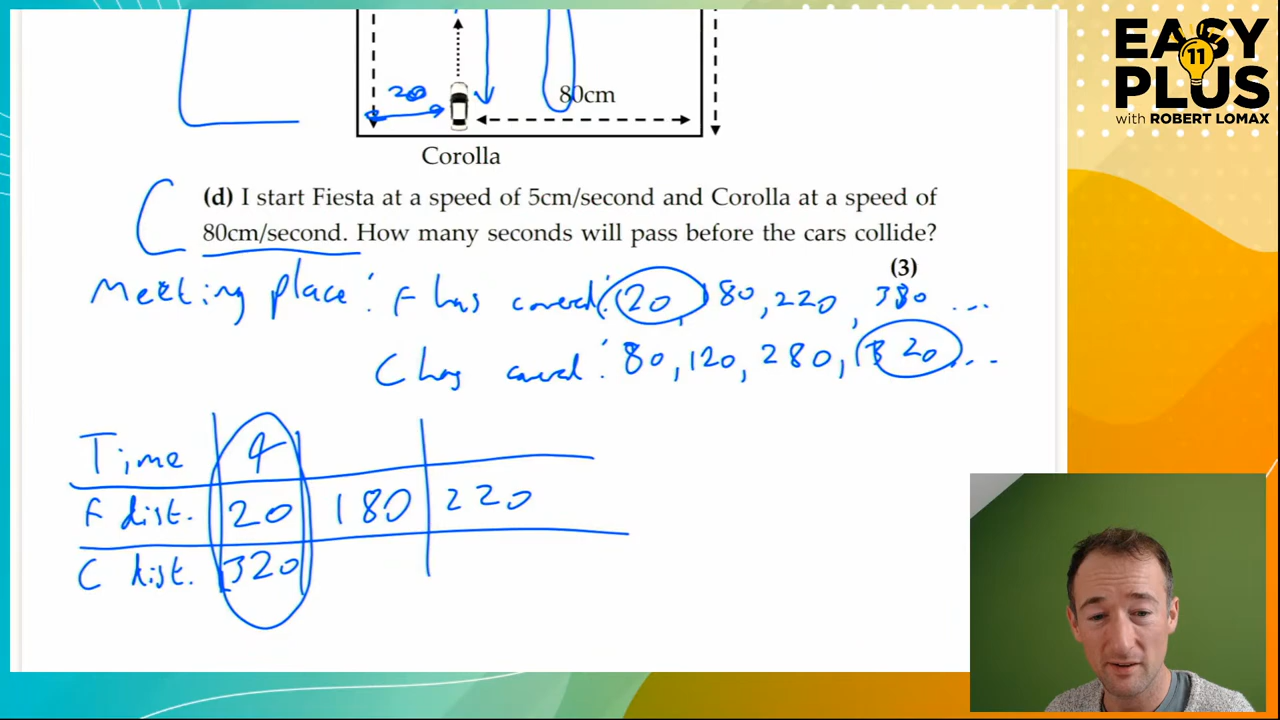 EASY
11
PLUS
with ROBERT LOMAX
20
80cm
Corolla
(d) I start Fiesta at a speed of 5cm/second and Corolla at a speed of
80cm/second. How many seconds will pass before the cars collide?
(3)
Meeting place: F has covered: 20, 180, 220, 380 ...
C has covered: 80, 120, 280, 320 ...
Time 4
F dist. 20 180 220
C dist. 320